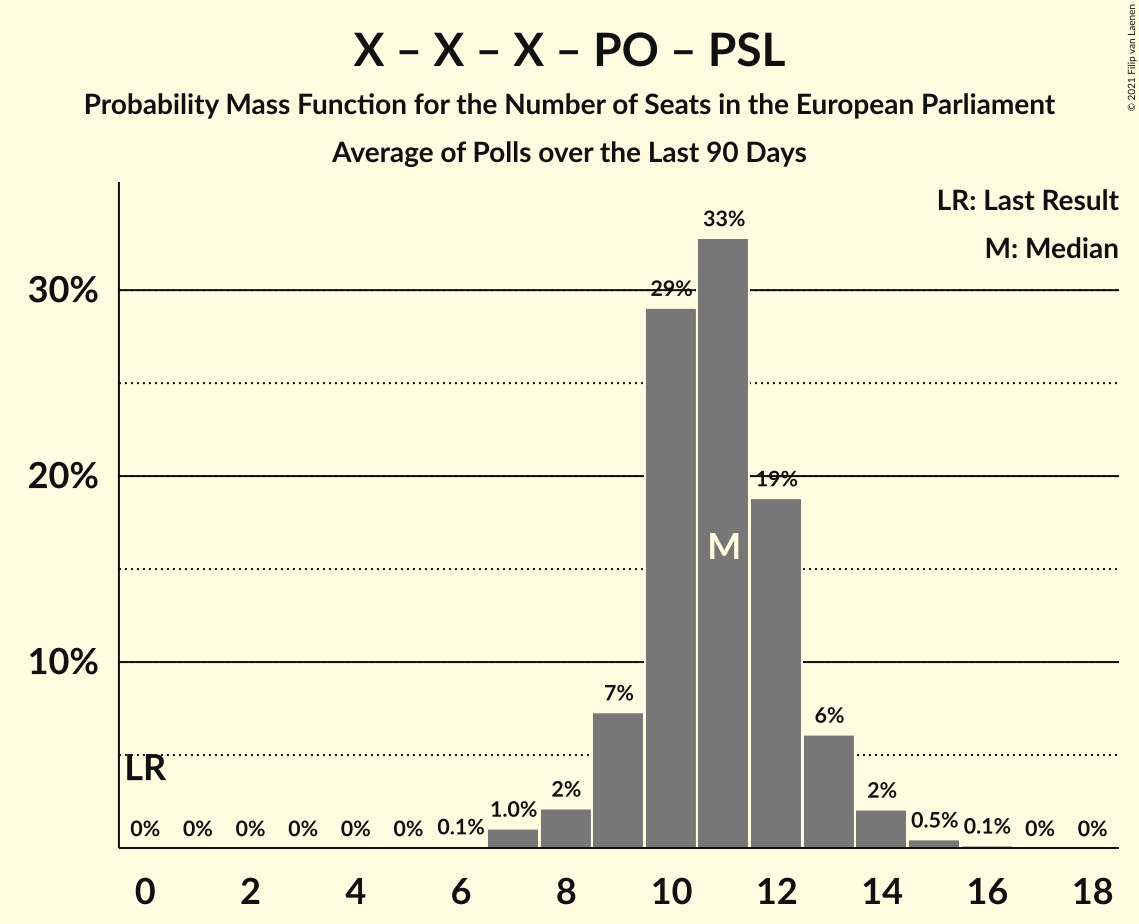 X – X – X – PO – PSL
Probability Mass Function for the Number of Seats in the European Parliament
Average of Polls over the Last 90 Days
© 2021 Filip van Laenen
LR: Last Result
M: Median
30%
20%
10%
0% 0% 0% 0% 0% 0% 0.1% 1.0% 2% 7% 29% 33% 19% 6% 2% 0.5% 0.1% 0% 0%
LR
M
0 2 4 6 8 10 12 14 16 18